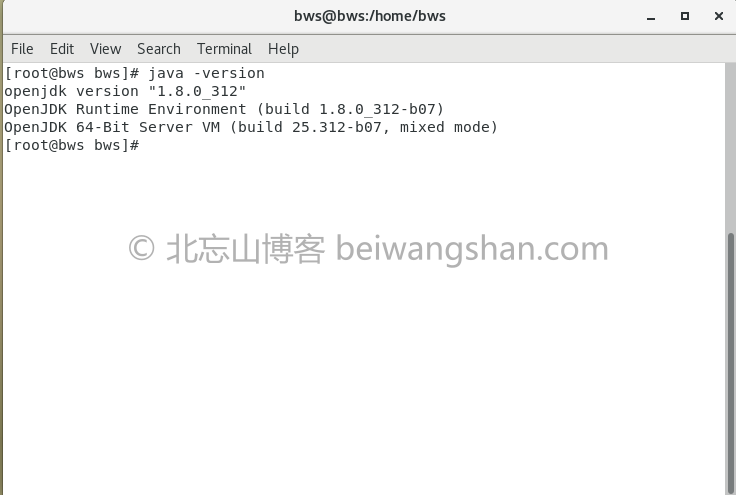 bws@bws:/home/bws
File Edit View Search Terminal Help
[root@bws bws]# java -version
openjdk version "1.8.0_312"
OpenJDK Runtime Environment (build 1.8.0_312-b07)
OpenJDK 64-Bit Server VM (build 25.312-b07, mixed mode)
[root@bws bws]#
© 北忘山博客 beiwangshan.com